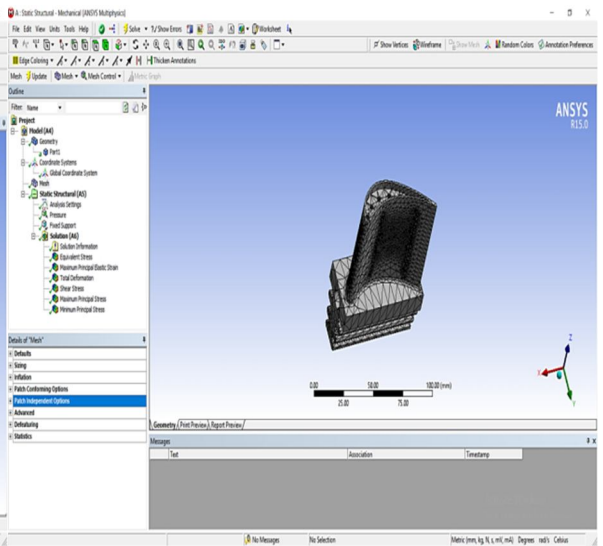 A : Static Structural - Mechanical [ANSYS Multiphysics]
File Edit View Units Tools Help Solve ?/Show Errors Worksheet
Show Vertices Wireframe Show Mesh Random Colors Annotation Preferences
Edge Coloring Thicken Annotations
Mesh Update Mesh Mesh Control Metric Graph
Outline
Filter: Name
Project
Model (A4)
Geometry
Part1
Coordinate Systems
Global Coordinate System
Mesh
Static Structural (A5)
Analysis Settings
Pressure
Fixed Support
Solution (A6)
Solution Information
Equivalent Stress
Maximum Principal Elastic Strain
Total Deformation
Shear Stress
Maximum Principal Stress
Minimum Principal Stress
ANSYS
R15.0
Details of "Mesh"
Defaults
Sizing
Inflation
Patch Conforming Options
Patch Independent Options
Advanced
Defeaturing
Statistics
0.00 50.00 100.00 (mm)
25.00 75.00
Z
X
Y
Geometry Print Preview Report Preview
Messages
Text Association Timestamp
No Messages No Selection Metric (mm, kg, N, s, mV, mA) Degrees rad/s Celsius